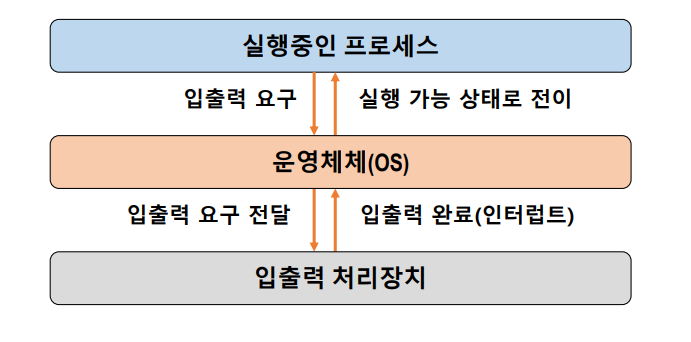 실행중인 프로세스
입출력 요구
실행 가능 상태로 전이
운영체체(OS)
입출력 요구 전달
입출력 완료(인터럽트)
입출력 처리장치